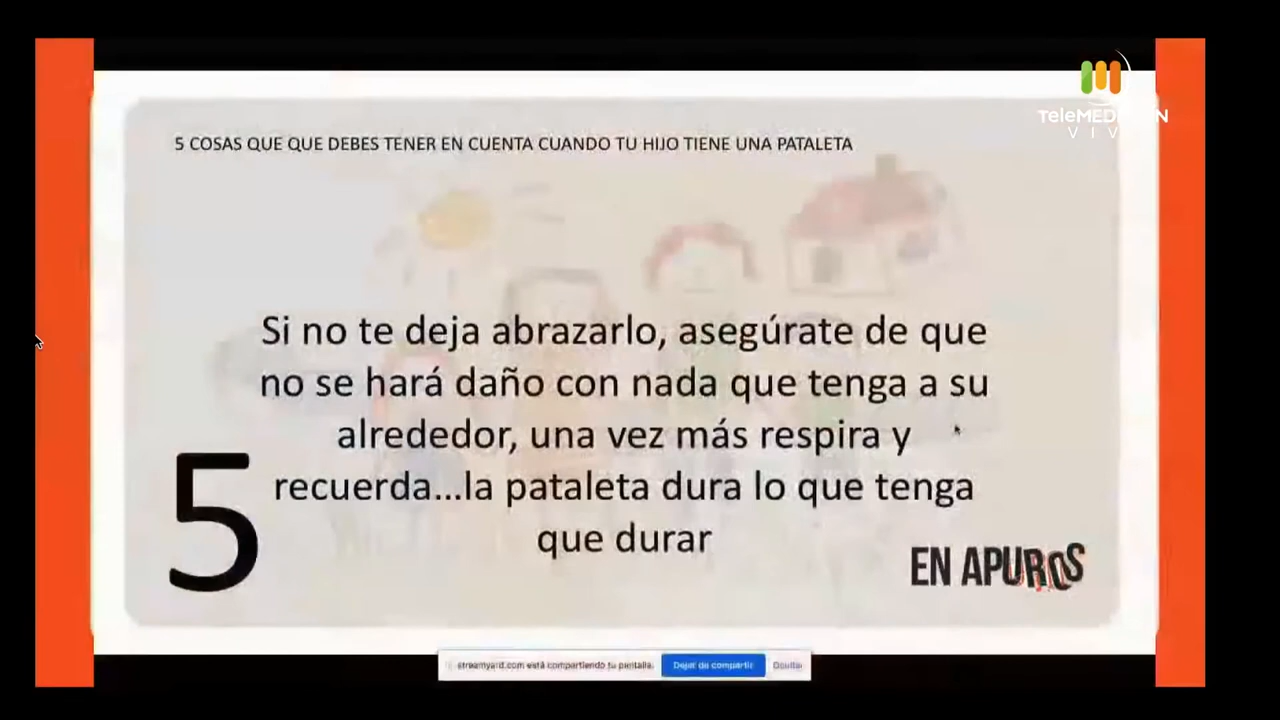 TeleMEDELLÍN
VIVO
5 COSAS QUE QUE DEBES TENER EN CUENTA CUANDO TU HIJO TIENE UNA PATALETA
Si no te deja abrazarlo, asegúrate de que
no se hará daño con nada que tenga a su
alrededor, una vez más respira y
recuerda...la pataleta dura lo que tenga
que durar
5
EN APUROS
streamyard.com está compartiendo tu pantalla.
Dejar de compartir
Ocultar